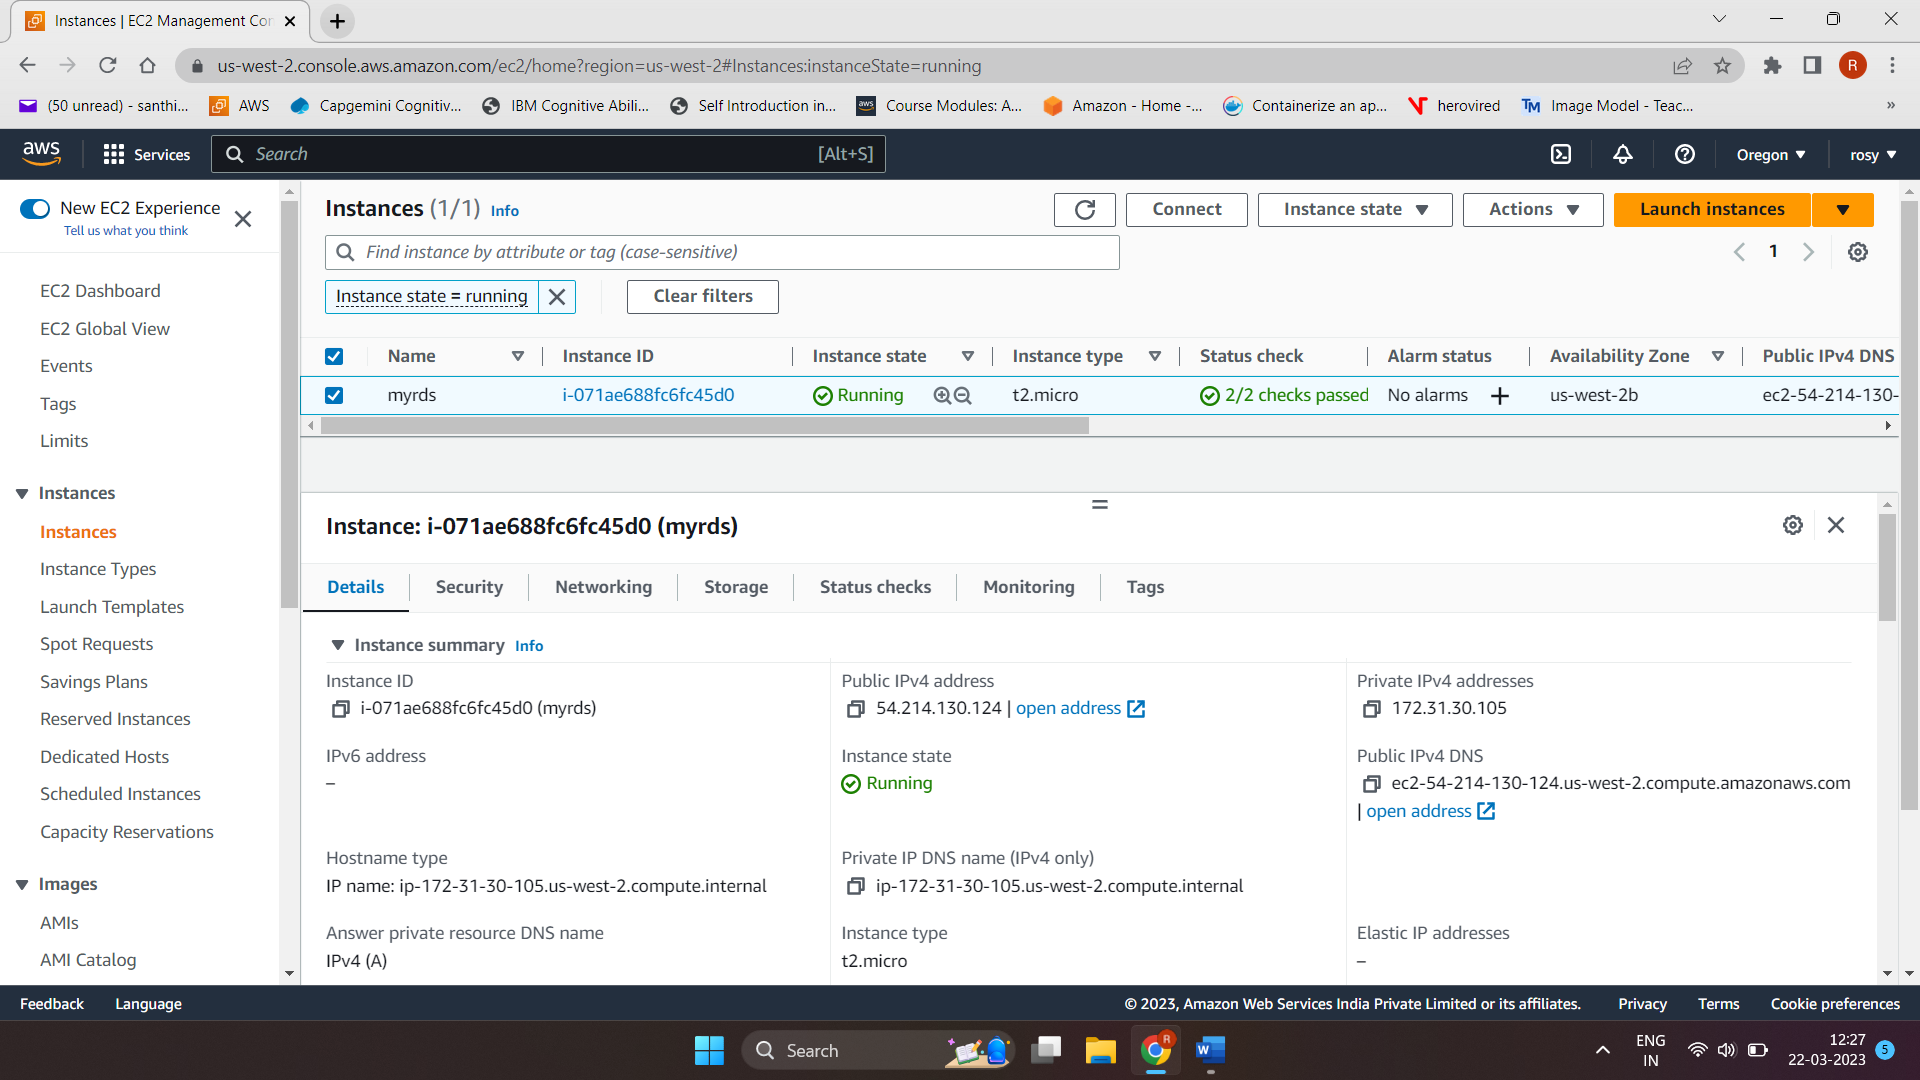 Instances | EC2 Management Con
us-west-2.console.aws.amazon.com/ec2/home?region=us-west-2#Instances:instanceState=running
R
(50 unread) - santhi... AWS Capgemini Cognitiv... IBM Cognitive Abili... Self Introduction in... aws Course Modules: A... Amazon - Home -... Containerize an ap... herovired TM Image Model - Teac... »
aws Services Search [Alt+S] Oregon rosy
New EC2 Experience
Tell us what you think
EC2 Dashboard
EC2 Global View
Events
Tags
Limits
Instances
Instances
Instance Types
Launch Templates
Spot Requests
Savings Plans
Reserved Instances
Dedicated Hosts
Scheduled Instances
Capacity Reservations
Images
AMIs
AMI Catalog
Instances (1/1) Info
Connect Instance state Actions Launch instances
Find instance by attribute or tag (case-sensitive)
1
Instance state = running Clear filters
Name Instance ID Instance state Instance type Status check Alarm status Availability Zone Public IPv4 DNS
myrds i-071ae688fc6fc45d0 Running t2.micro 2/2 checks passed No alarms + us-west-2b ec2-54-214-130-
Instance: i-071ae688fc6fc45d0 (myrds)
Details Security Networking Storage Status checks Monitoring Tags
Instance summary Info
Instance ID
i-071ae688fc6fc45d0 (myrds)
Public IPv4 address
54.214.130.124 | open address
Private IPv4 addresses
172.31.30.105
IPv6 address
–
Instance state
Running
Public IPv4 DNS
ec2-54-214-130-124.us-west-2.compute.amazonaws.com
| open address
Hostname type
IP name: ip-172-31-30-105.us-west-2.compute.internal
Private IP DNS name (IPv4 only)
ip-172-31-30-105.us-west-2.compute.internal
Answer private resource DNS name
IPv4 (A)
Instance type
t2.micro
Elastic IP addresses
–
Feedback Language © 2023, Amazon Web Services India Private Limited or its affiliates. Privacy Terms Cookie preferences
Search
R
W
ENG
IN
12:27
22-03-2023
5